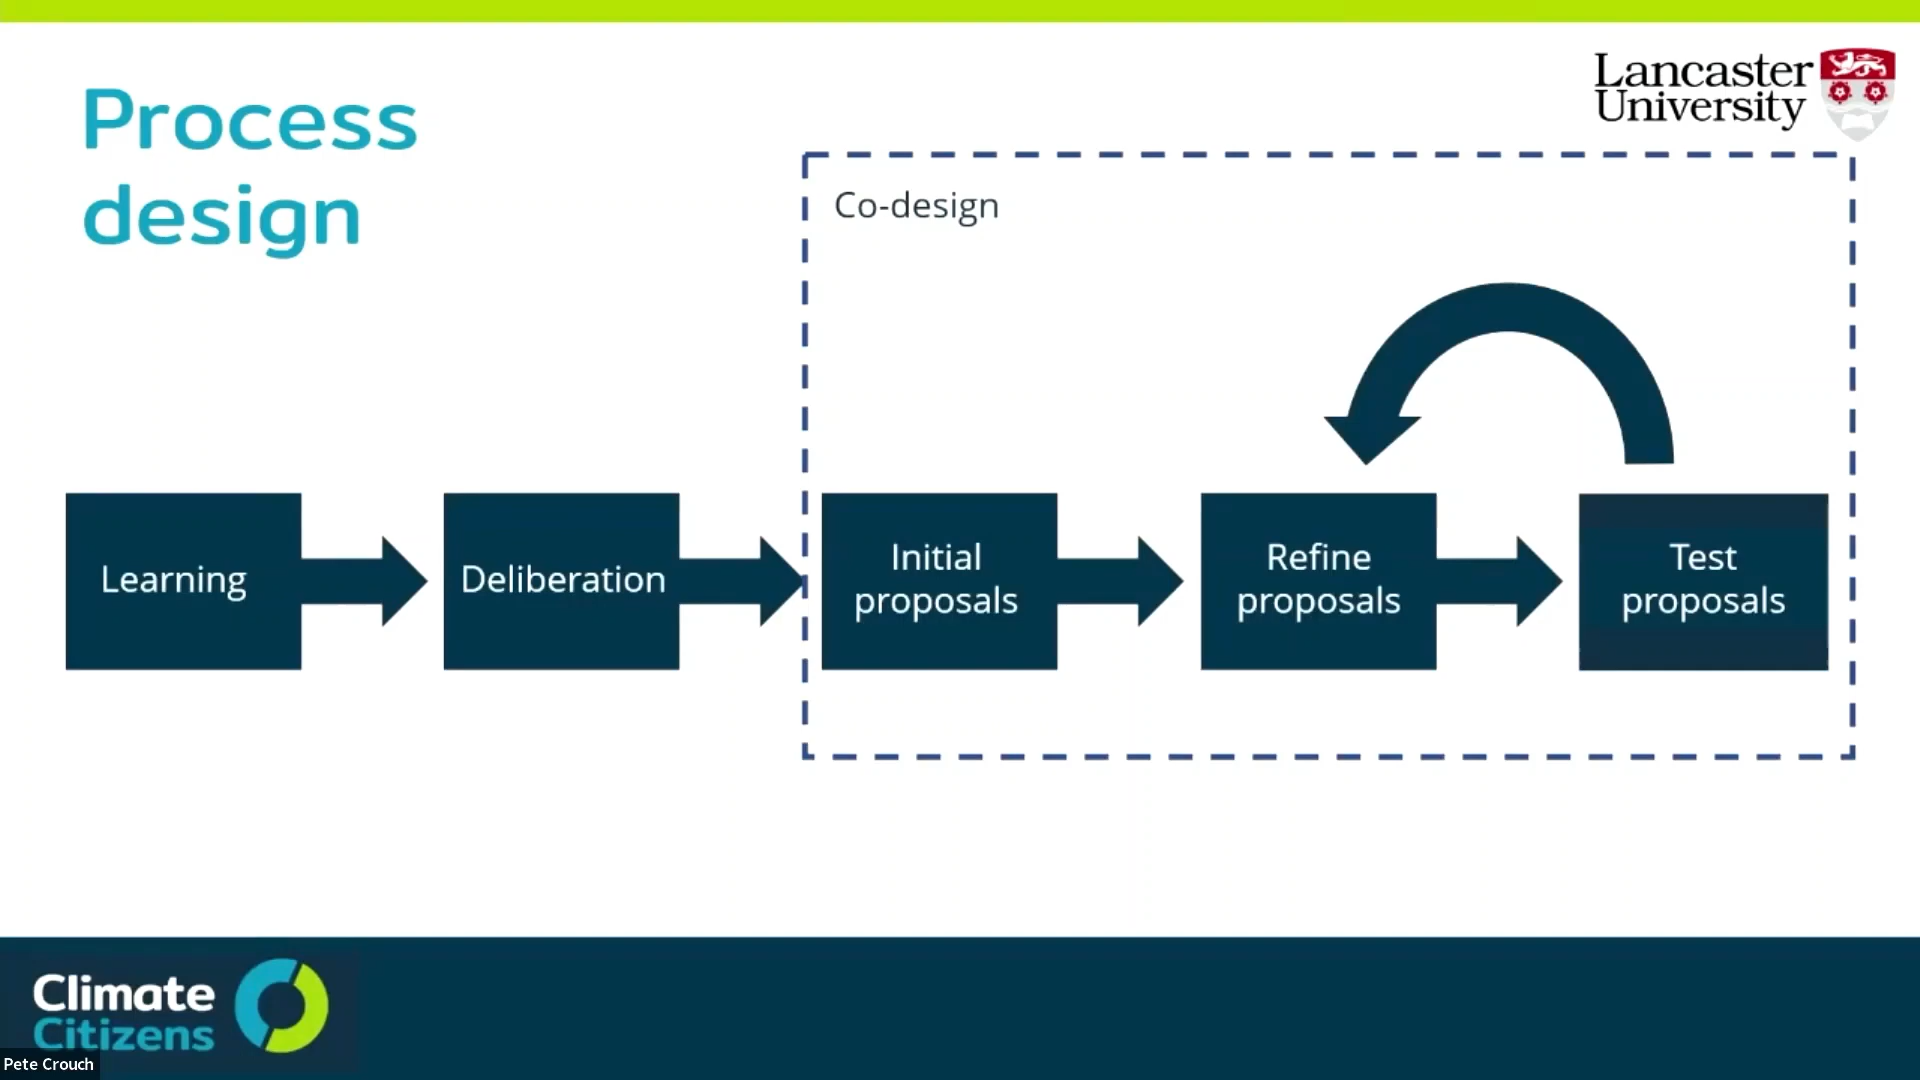 Process
design
Lancaster
University
Co-design
Learning
Deliberation
Initial
proposals
Refine
proposals
Test
proposals
Climate
Citizens
Pete Crouch